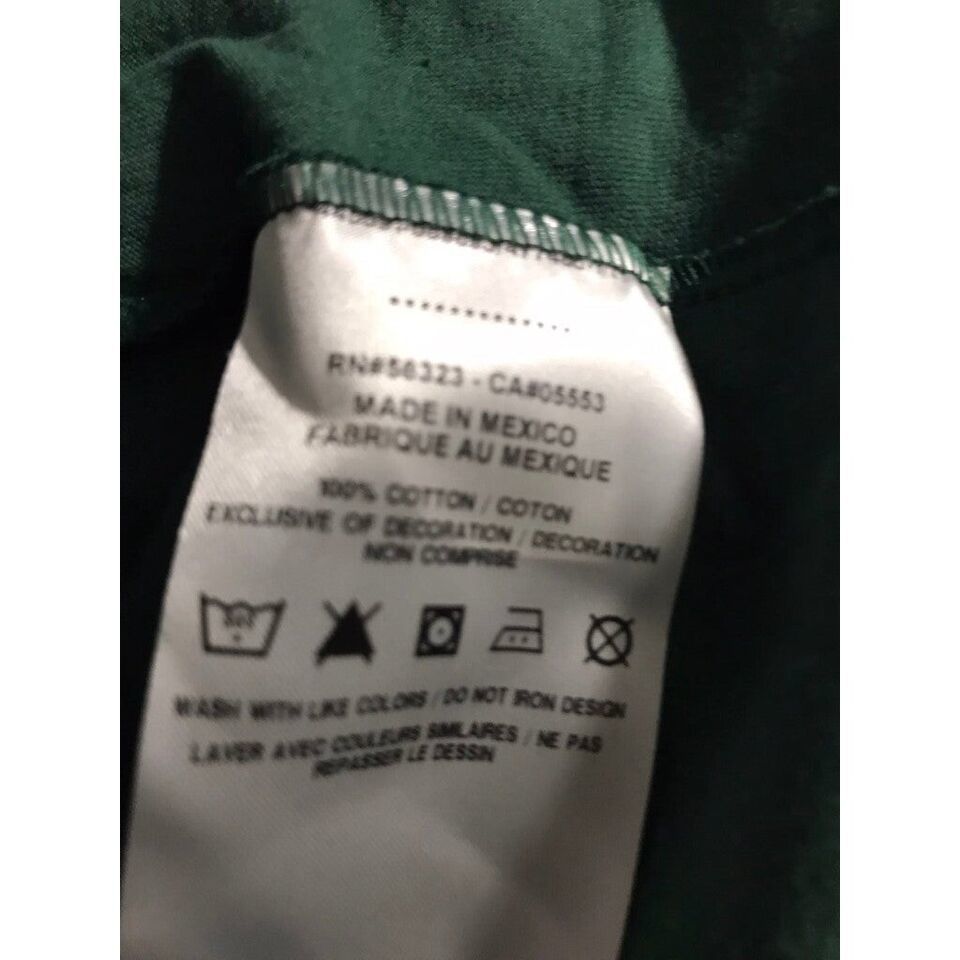 RN#56323 - CA#05553
MADE IN MEXICO
FABRIQUE AU MEXIQUE
100% COTTON / COTON
EXCLUSIVE OF DECORATION / DECORATION
NON COMPRISE
WASH WITH LIKE COLORS / DO NOT IRON DESIGN
LAVER AVEC COULEURS SIMILAIRES / NE PAS
REPASSER LE DESSIN